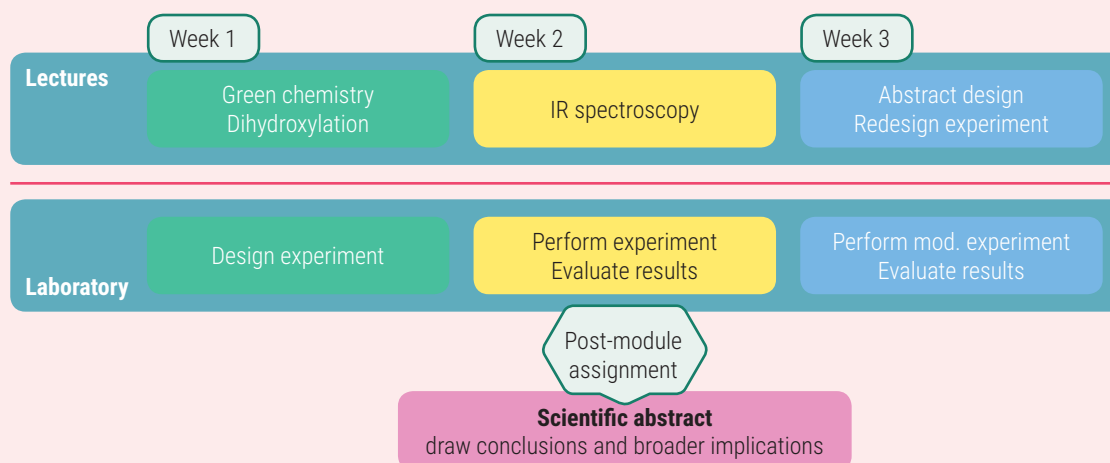 Week 1
Week 2
Week 3
Lectures
Green chemistry
Dihydroxylation
IR spectroscopy
Abstract design
Redesign experiment
Laboratory
Design experiment
Perform experiment
Evaluate results
Perform mod. experiment
Evaluate results
Post-module
assignment
Scientific abstract
draw conclusions and broader implications